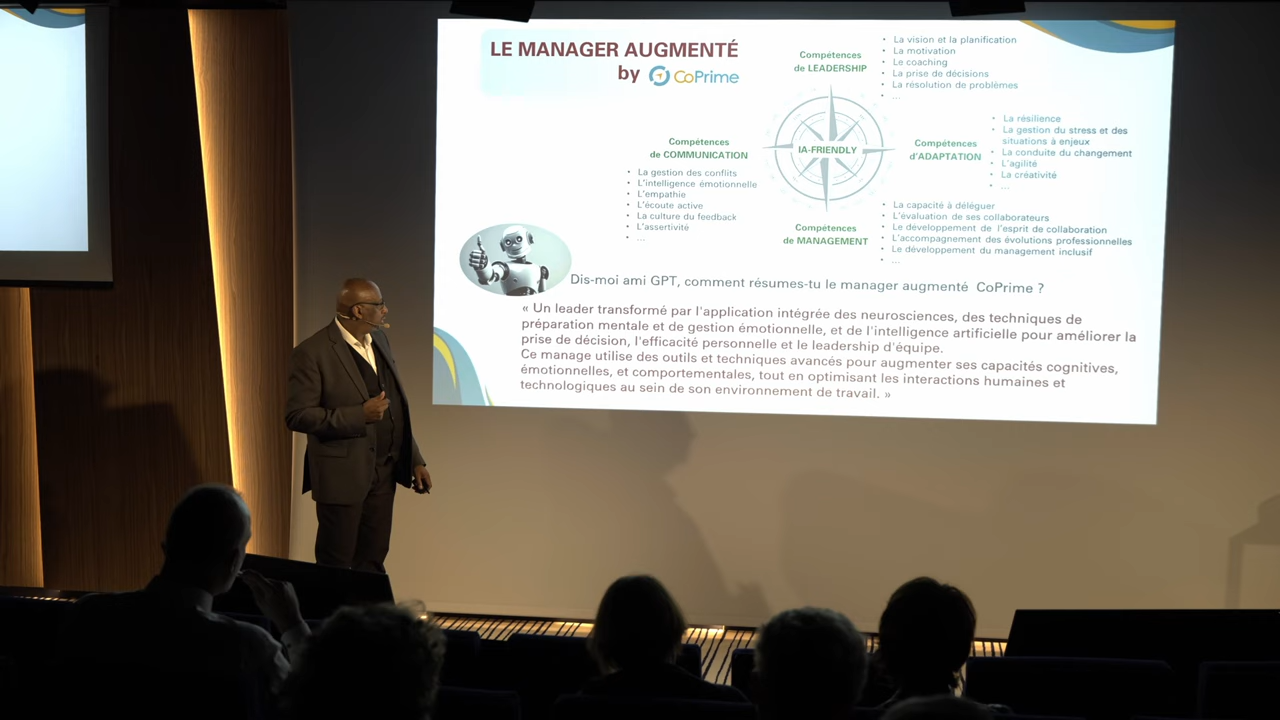 LE MANAGER AUGMENTÉ
by CoPrime
Compétences
de LEADERSHIP
• La vision et la planification
• La motivation
• Le coaching
• La prise de décisions
• La résolution de problèmes
• ...
Compétences
de COMMUNICATION
• La gestion des conflits
• L'intelligence émotionnelle
• L'empathie
• L'écoute active
• La culture du feedback
• L'assertivité
• ...
IA-FRIENDLY
Compétences
d'ADAPTATION
• La résilience
• La gestion du stress et des
situations à enjeux
• La conduite du changement
• L'agilité
• La créativité
• ...
Compétences
de MANAGEMENT
• La capacité à déléguer
• L'évaluation de ses collaborateurs
• Le développement de l'esprit de collaboration
• L'accompagnement des évolutions professionnelles
• Le développement du management inclusif
• ...
Dis-moi ami GPT, comment résumes-tu le manager augmenté CoPrime ?
« Un leader transformé par l'application intégrée des neurosciences, des techniques de
préparation mentale et de gestion émotionnelle, et de l'intelligence artificielle pour améliorer la
prise de décision, l'efficacité personnelle et le leadership d'équipe.
Ce manage utilise des outils et techniques avancés pour augmenter ses capacités cognitives,
émotionnelles, et comportementales, tout en optimisant les interactions humaines et
technologiques au sein de son environnement de travail. »